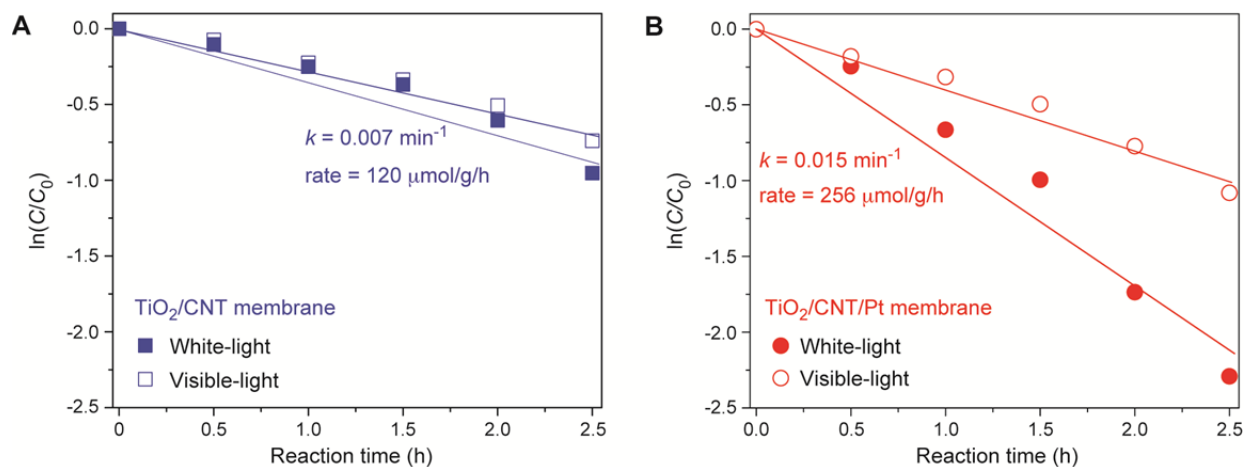 A
0.0
-0.5
-1.0
-1.5
-2.0
-2.5
ln(C/C₀)
k = 0.007 min⁻¹
rate = 120 μmol/g/h
TiO₂/CNT membrane
White-light
Visible-light
0 0.5 1.0 1.5 2.0 2.5
Reaction time (h)
B
0.0
-0.5
-1.0
-1.5
-2.0
-2.5
ln(C/C₀)
k = 0.015 min⁻¹
rate = 256 μmol/g/h
TiO₂/CNT/Pt membrane
White-light
Visible-light
0 0.5 1.0 1.5 2.0 2.5
Reaction time (h)